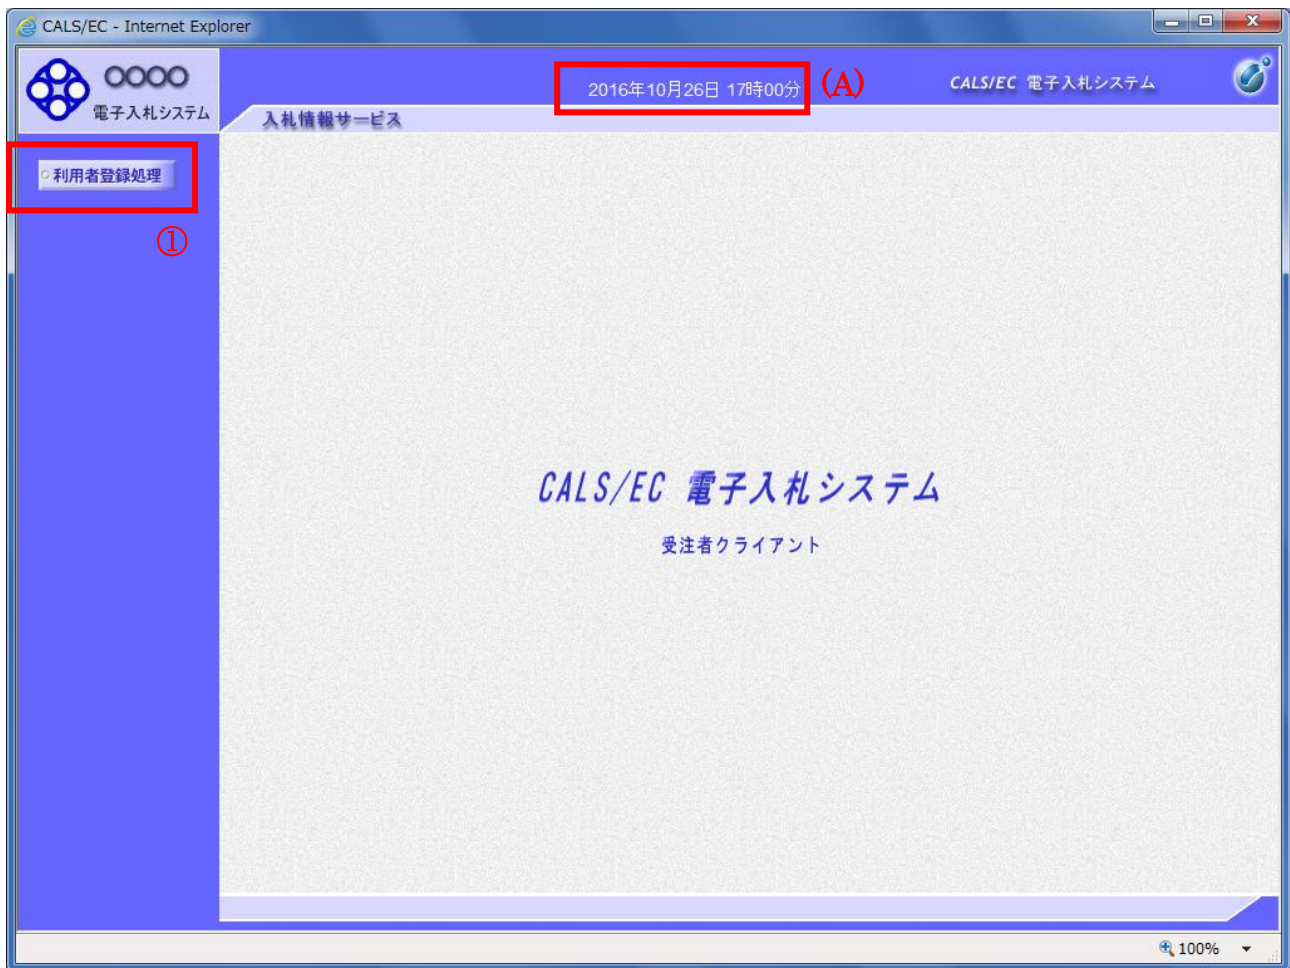 CALS/EC - Internet Explorer
〇〇〇〇
電子入札システム
2016年10月26日 17時00分
(A)
CALS/EC 電子入札システム
入札情報サービス
利用者登録処理
①
CALS/EC 電子入札システム
受注者クライアント
100%